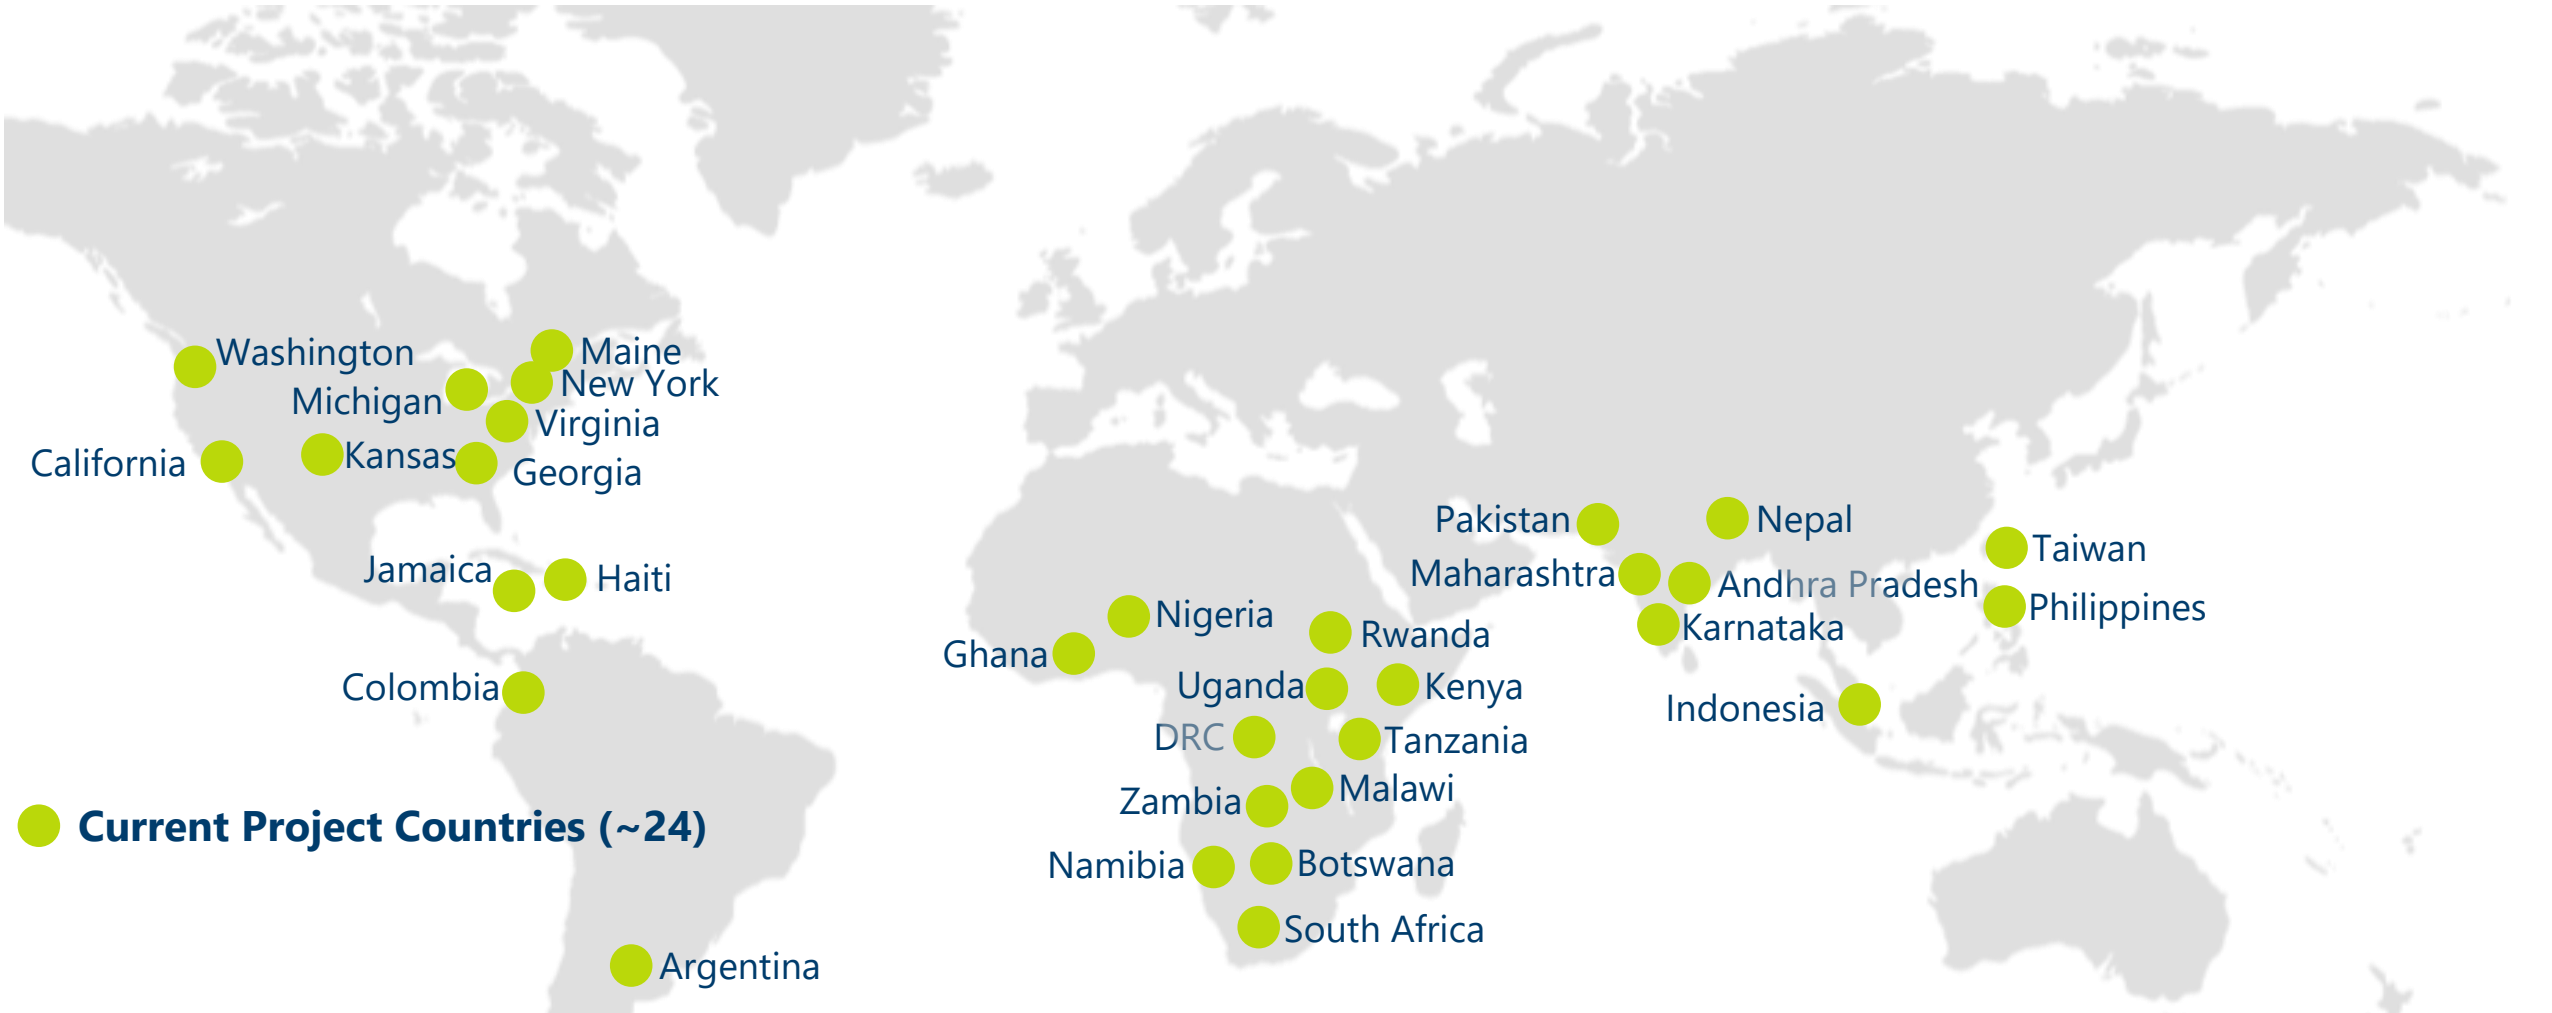 Washington
Maine
New York
Michigan
Virginia
California
Kansas
Georgia
Jamaica
Haiti
Colombia
Current Project Countries (~24)
Argentina
Nigeria
Ghana
Rwanda
Uganda
Kenya
DRC
Tanzania
Malawi
Zambia
Namibia
Botswana
South Africa
Pakistan
Nepal
Maharashtra
Andhra Pradesh
Karnataka
Taiwan
Philippines
Indonesia